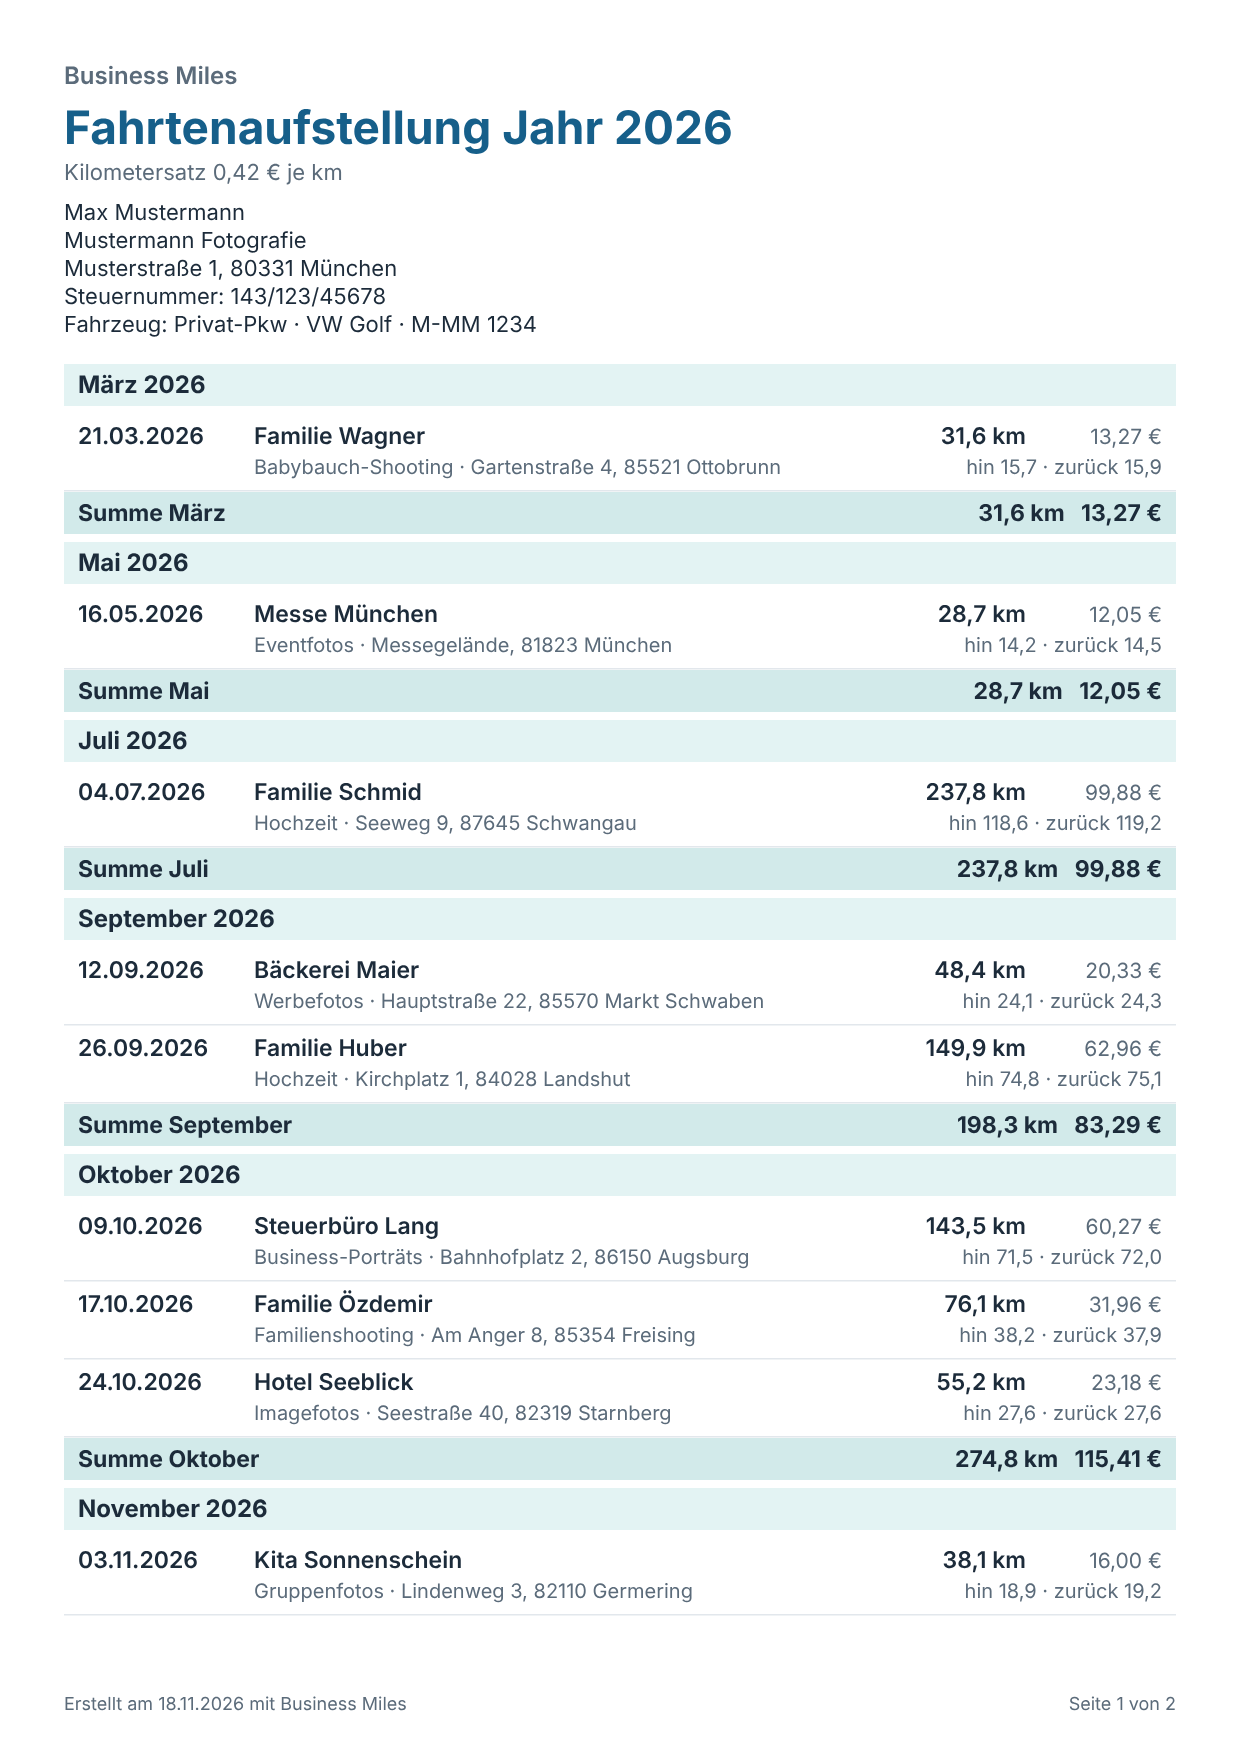 Business Miles
Fahrtenaufstellung Jahr 2026
Kilometersatz 0,42 € je km
Max Mustermann
Mustermann Fotografie
Musterstraße 1, 80331 München
Steuernummer: 143/123/45678
Fahrzeug: Privat-Pkw · VW Golf · M-MM 1234
März 2026
21.03.2026 Familie Wagner 31,6 km 13,27 €
Babybauch-Shooting · Gartenstraße 4, 85521 Ottobrunn hin 15,7 · zurück 15,9
Summe März 31,6 km 13,27 €
Mai 2026
16.05.2026 Messe München 28,7 km 12,05 €
Eventfotos · Messegelände, 81823 München hin 14,2 · zurück 14,5
Summe Mai 28,7 km 12,05 €
Juli 2026
04.07.2026 Familie Schmid 237,8 km 99,88 €
Hochzeit · Seeweg 9, 87645 Schwangau hin 118,6 · zurück 119,2
Summe Juli 237,8 km 99,88 €
September 2026
12.09.2026 Bäckerei Maier 48,4 km 20,33 €
Werbefotos · Hauptstraße 22, 85570 Markt Schwaben hin 24,1 · zurück 24,3
26.09.2026 Familie Huber 149,9 km 62,96 €
Hochzeit · Kirchplatz 1, 84028 Landshut hin 74,8 · zurück 75,1
Summe September 198,3 km 83,29 €
Oktober 2026
09.10.2026 Steuerbüro Lang 143,5 km 60,27 €
Business-Porträts · Bahnhofplatz 2, 86150 Augsburg hin 71,5 · zurück 72,0
17.10.2026 Familie Özdemir 76,1 km 31,96 €
Familienshooting · Am Anger 8, 85354 Freising hin 38,2 · zurück 37,9
24.10.2026 Hotel Seeblick 55,2 km 23,18 €
Imagefotos · Seestraße 40, 82319 Starnberg hin 27,6 · zurück 27,6
Summe Oktober 274,8 km 115,41 €
November 2026
03.11.2026 Kita Sonnenschein 38,1 km 16,00 €
Gruppenfotos · Lindenweg 3, 82110 Germering hin 18,9 · zurück 19,2
Erstellt am 18.11.2026 mit Business Miles Seite 1 von 2